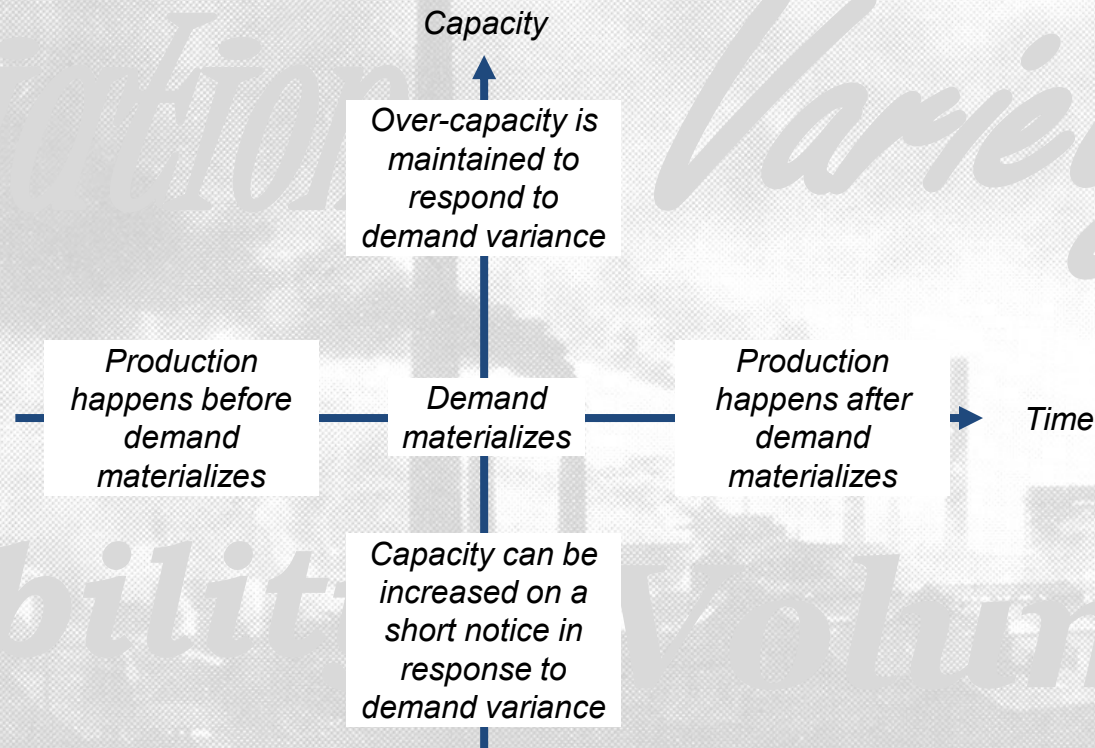 Capacity
Over-capacity is
maintained to
respond to
demand variance
Production
happens before
demand
materializes
Demand
materializes
Production
happens after
demand
materializes
Time
Capacity can be
increased on a
short notice in
response to
demand variance